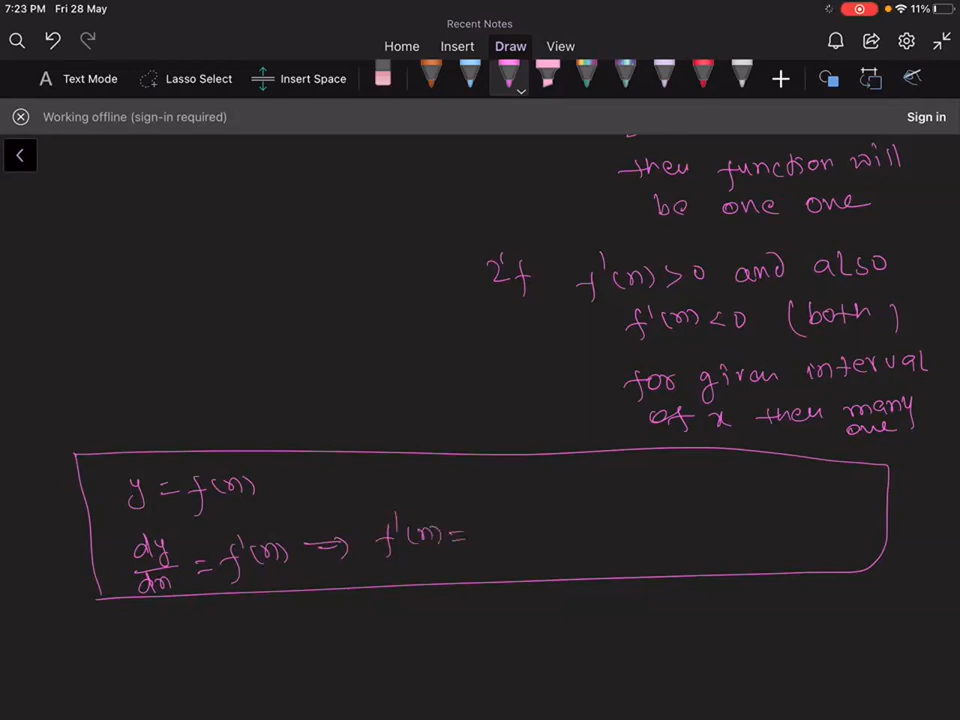 7:23 PM Fri 28 May
11%
Recent Notes
Home Insert Draw View
Text Mode Lasso Select Insert Space
Working offline (sign-in required) Sign in
then function will
be one one
If f'(n) > 0 and also
f'(n) < 0 (both)
for given interval
of x then many
one
y = f(n)
dy/dn = f'(n) ⇒ f'(n) =